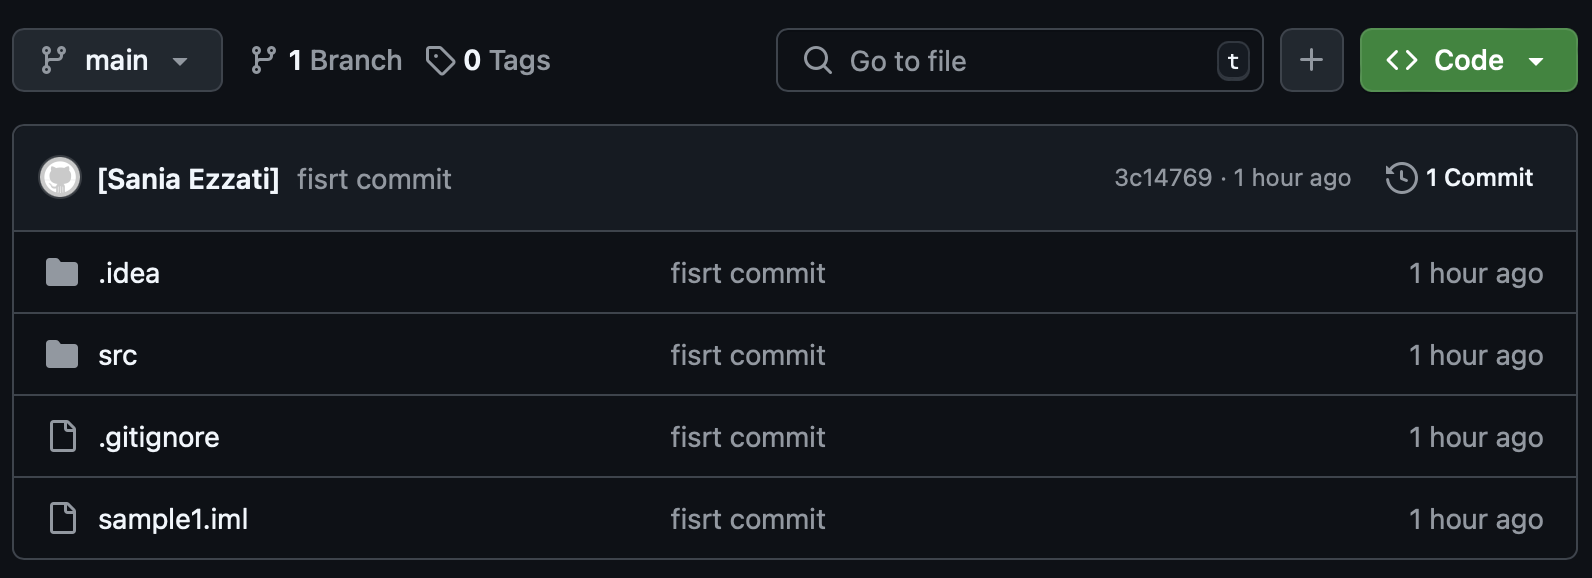 main 1 Branch 0 Tags Go to file t + Code
[Sania Ezzati] fisrt commit 3c14769 · 1 hour ago 1 Commit
.idea fisrt commit 1 hour ago
src fisrt commit 1 hour ago
.gitignore fisrt commit 1 hour ago
sample1.iml fisrt commit 1 hour ago